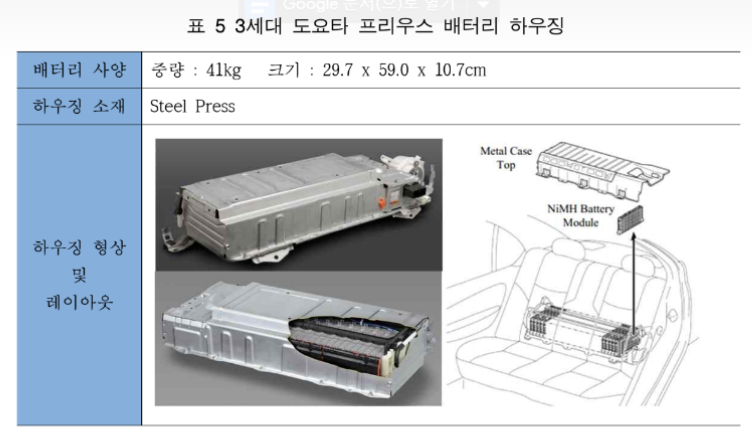 Google 문서(으)로 열기
표 5 3세대 도요타 프리우스 배터리 하우징
배터리 사양
중량 : 41kg 크기 : 29.7 x 59.0 x 10.7cm
하우징 소재
Steel Press
하우징 형상
및
레이아웃
Metal Case
Top
NiMH Battery
Module